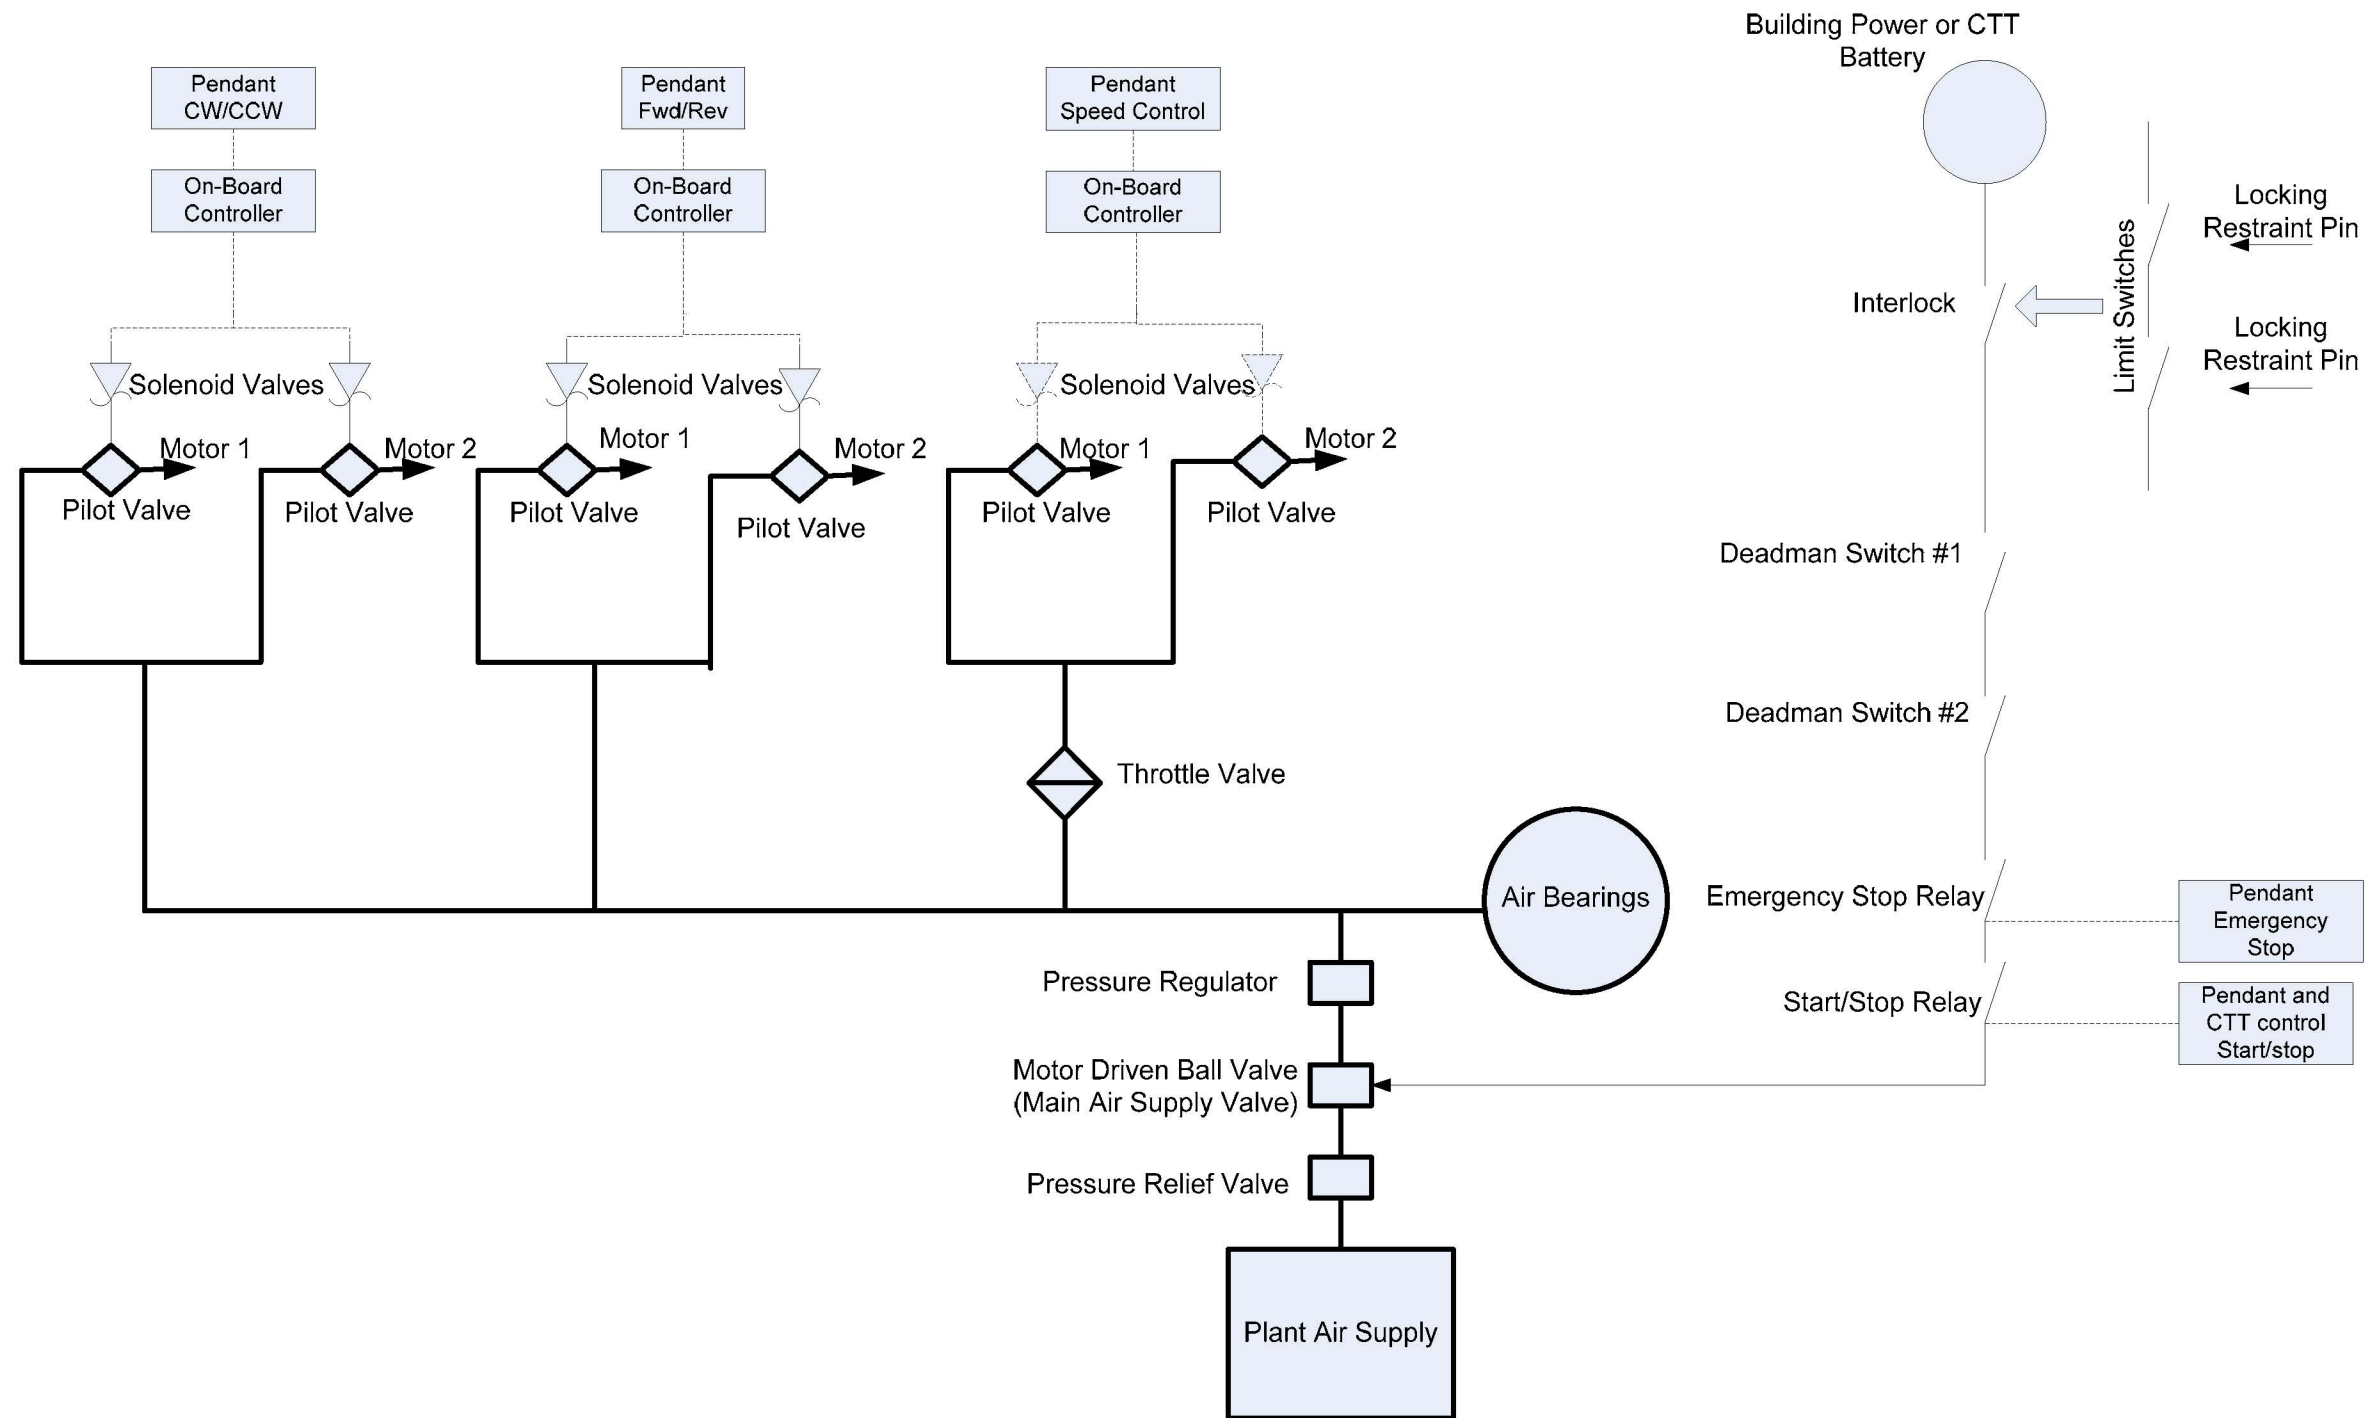 Building Power or CTT
Battery
Pendant
CW/CCW
Pendant
Fwd/Rev
Pendant
Speed Control
On-Board
Controller
On-Board
Controller
On-Board
Controller
Locking
Restraint Pin
Limit Switches
Interlock
Locking
Restraint Pin
Solenoid Valves
Solenoid Valves
Solenoid Valves
Motor 1
Motor 2
Motor 1
Motor 2
Motor 1
Motor 2
Pilot Valve
Pilot Valve
Pilot Valve
Pilot Valve
Pilot Valve
Pilot Valve
Deadman Switch #1
Deadman Switch #2
Throttle Valve
Air Bearings
Emergency Stop Relay
Pendant
Emergency
Stop
Pressure Regulator
Start/Stop Relay
Pendant and
CTT control
Start/stop
Motor Driven Ball Valve
(Main Air Supply Valve)
Pressure Relief Valve
Plant Air Supply